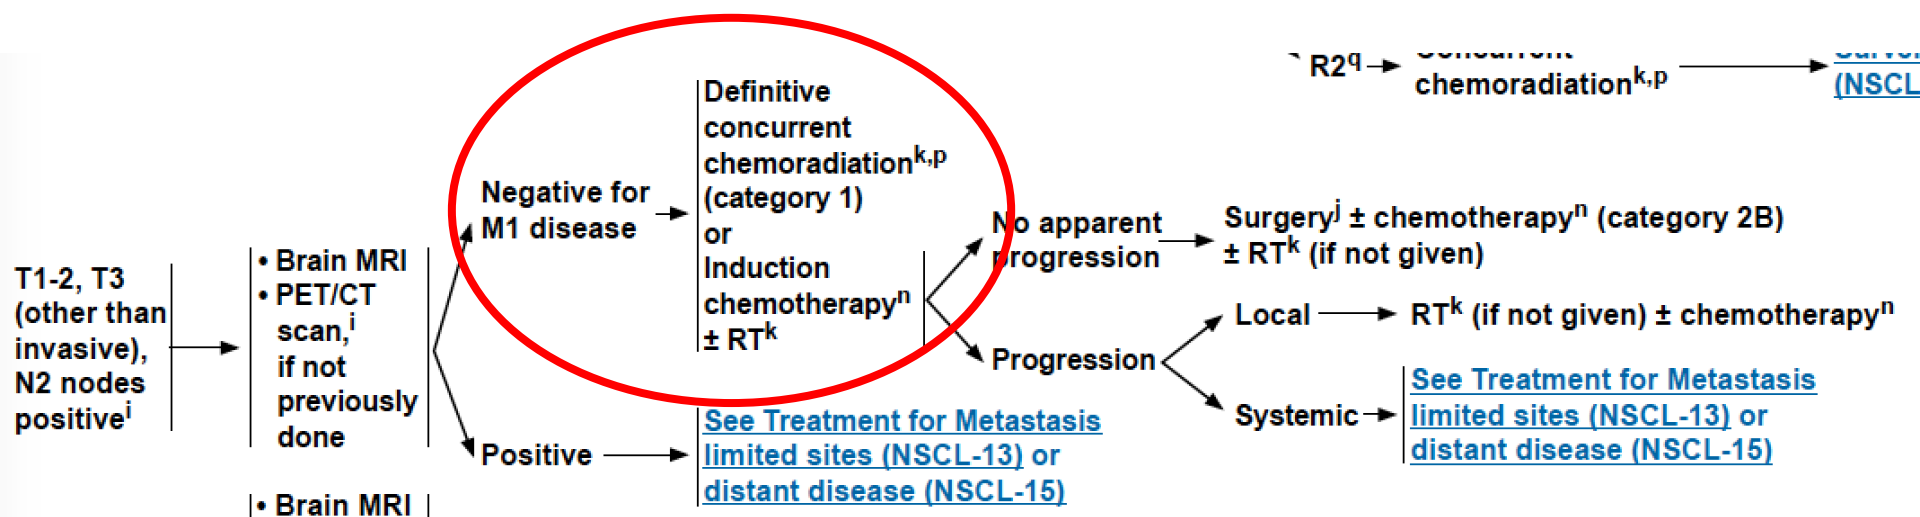 R2q
chemoradiationk,p
(NSCL
T1-2, T3
(other than
invasive),
N2 nodes
positivei
• Brain MRI
• PET/CT
scan,i
if not
previously
done
Negative for
M1 disease
Definitive
concurrent
chemoradiationk,p
(category 1)
or
Induction
chemotherapyn
± RTk
No apparent
progression
Surgeryj ± chemotherapyn (category 2B)
± RTk (if not given)
Progression
Local
RTk (if not given) ± chemotherapyn
Systemic
See Treatment for Metastasis
limited sites (NSCL-13) or
distant disease (NSCL-15)
Positive
See Treatment for Metastasis
limited sites (NSCL-13) or
distant disease (NSCL-15)
• Brain MRI